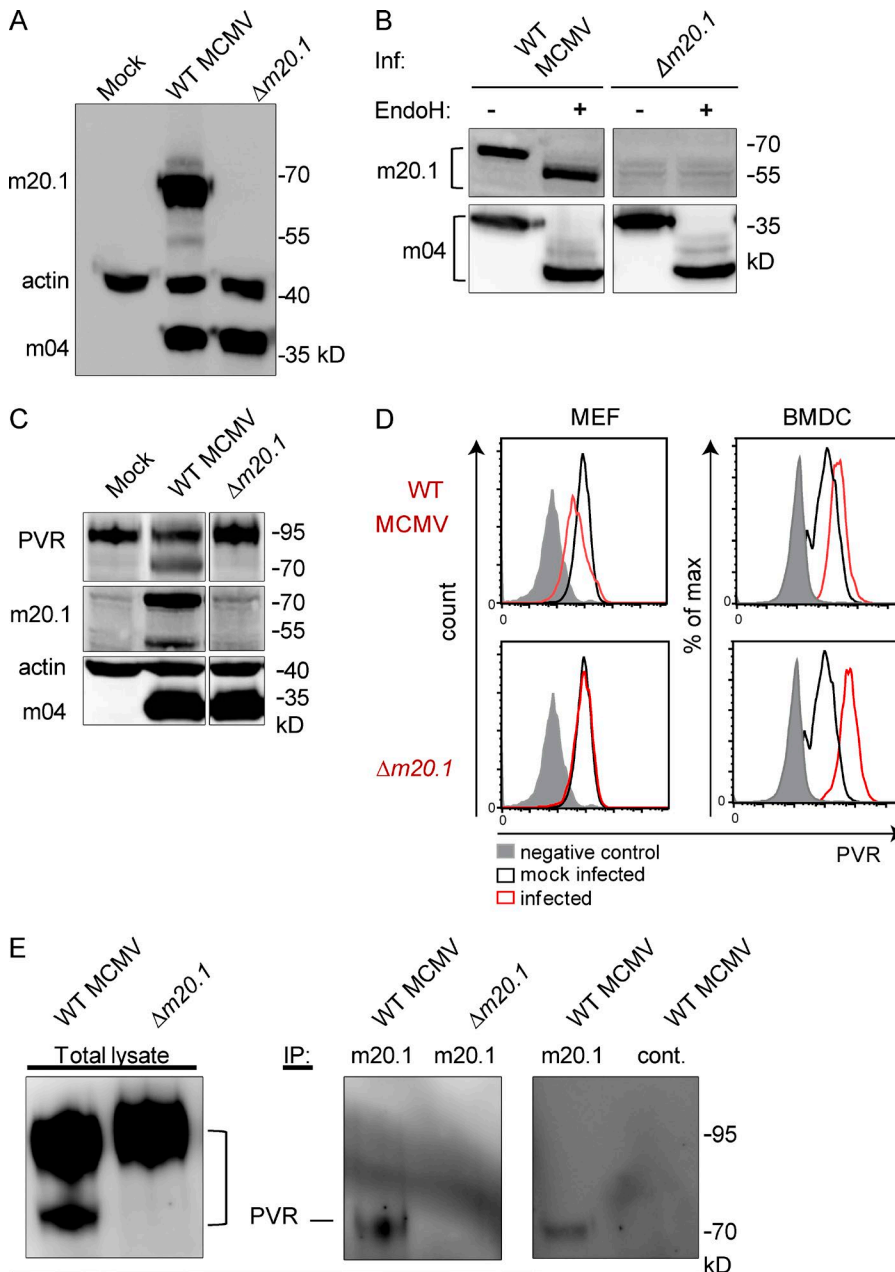 A
Mock
WT MCMV
Δm20.1
m20.1
actin
m04
-70
-55
-40
-35 kD
B
Inf:
WT
MCMV
Δm20.1
EndoH: - + - +
m20.1
-70
-55
m04
-35
kD
C
Mock
WT MCMV
Δm20.1
PVR
-95
-70
m20.1
-70
-55
actin
-40
m04
-35
kD
D
MEF
BMDC
WT
MCMV
Δm20.1
count
% of max
0
0
0
0
PVR
negative control
mock infected
infected
E
WT MCMV
Δm20.1
WT MCMV
Δm20.1
WT MCMV
WT MCMV
Total lysate
IP:
m20.1 m20.1
m20.1 cont.
PVR
-95
-70
kD